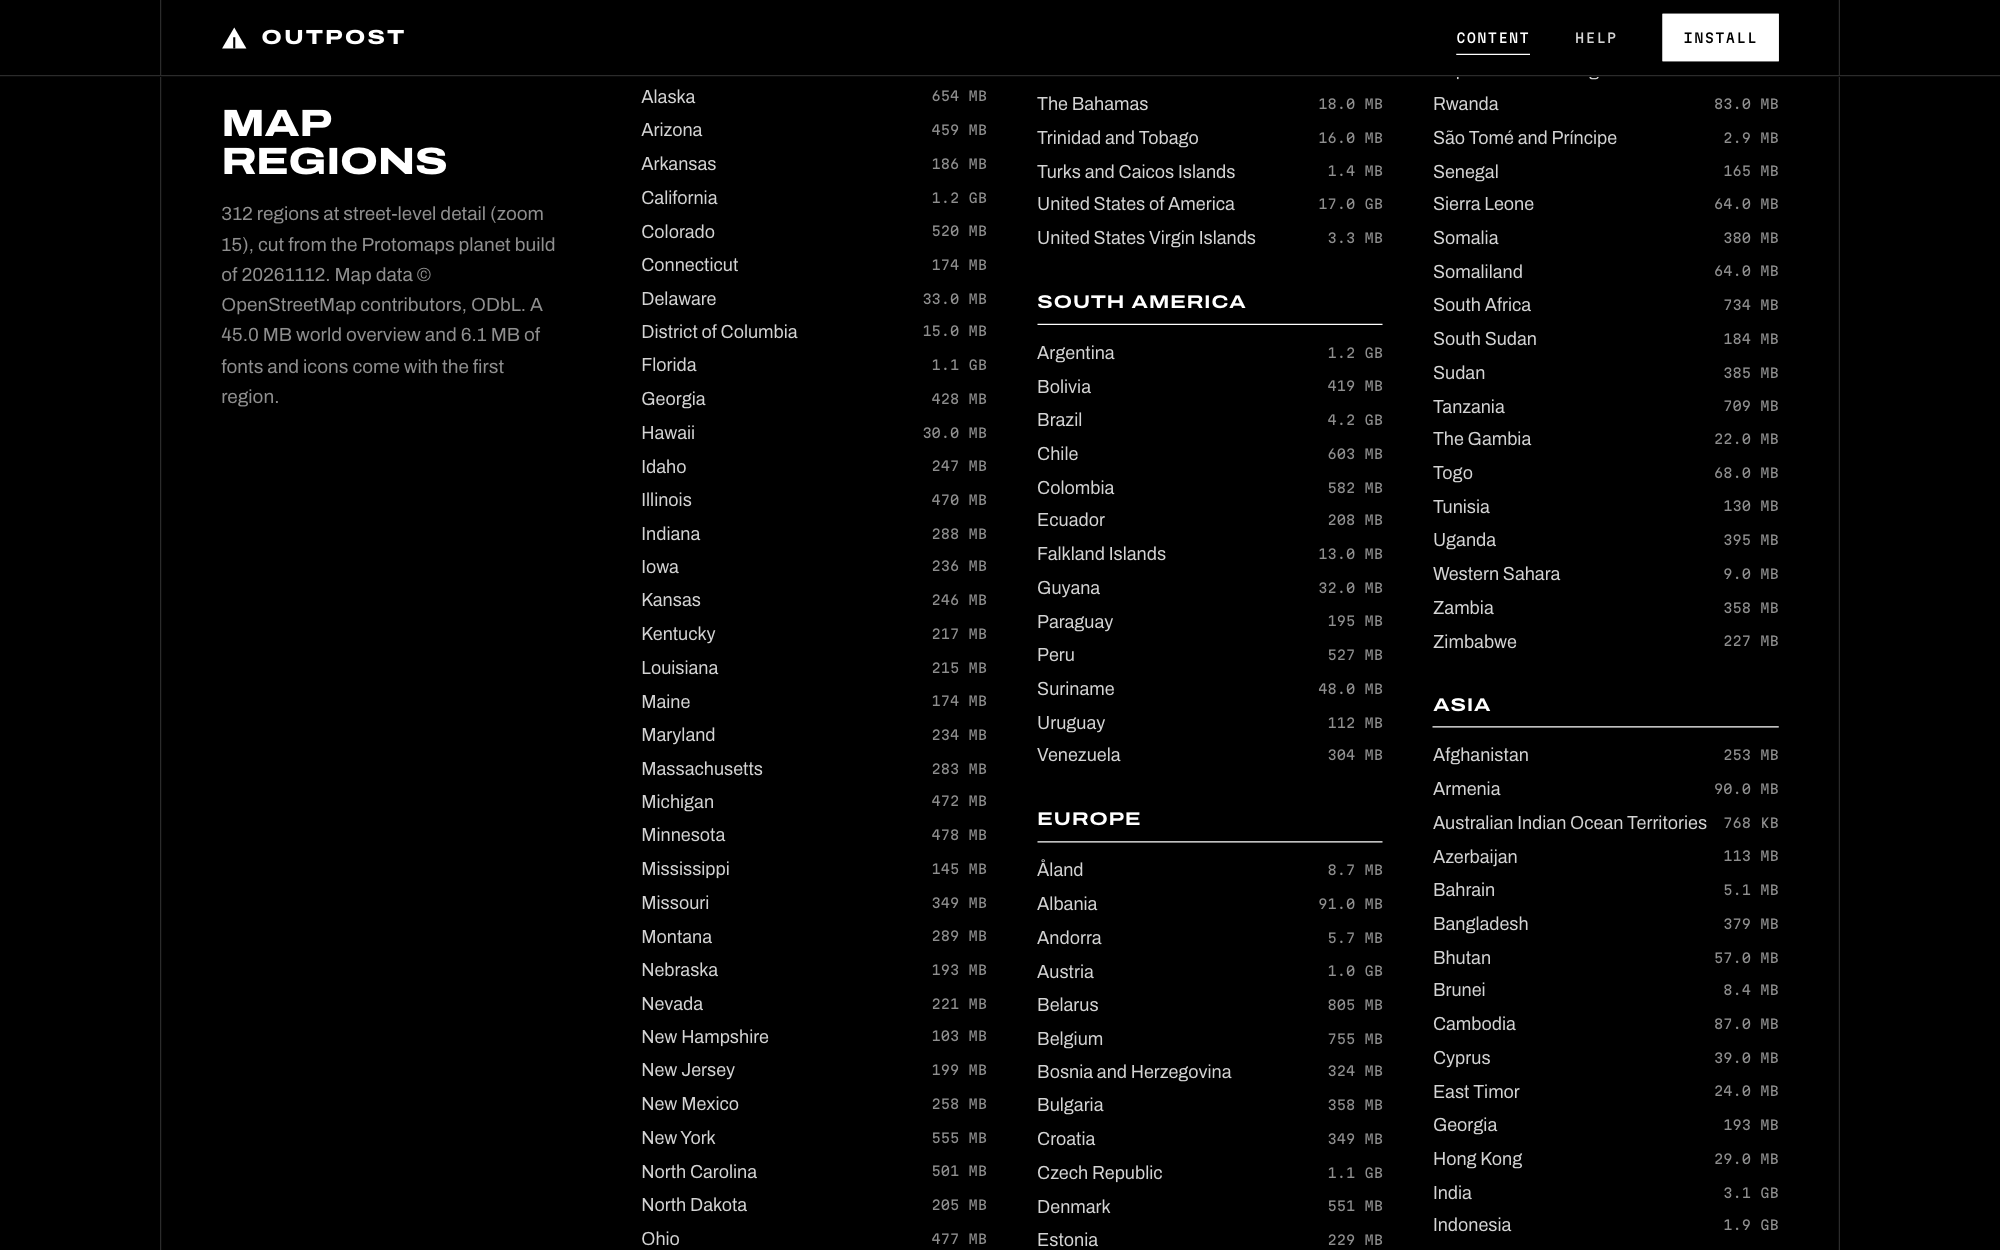 OUTPOST
CONTENT
HELP
INSTALL
MAP
REGIONS
312 regions at street-level detail (zoom
15), cut from the Protomaps planet build
of 20261112. Map data ©
OpenStreetMap contributors, ODbL. A
45.0 MB world overview and 6.1 MB of
fonts and icons come with the first
region.
Alaska 654 MB
Arizona 459 MB
Arkansas 186 MB
California 1.2 GB
Colorado 520 MB
Connecticut 174 MB
Delaware 33.0 MB
District of Columbia 15.0 MB
Florida 1.1 GB
Georgia 428 MB
Hawaii 30.0 MB
Idaho 247 MB
Illinois 470 MB
Indiana 288 MB
Iowa 236 MB
Kansas 246 MB
Kentucky 217 MB
Louisiana 215 MB
Maine 174 MB
Maryland 234 MB
Massachusetts 283 MB
Michigan 472 MB
Minnesota 478 MB
Mississippi 145 MB
Missouri 349 MB
Montana 289 MB
Nebraska 193 MB
Nevada 221 MB
New Hampshire 103 MB
New Jersey 199 MB
New Mexico 258 MB
New York 555 MB
North Carolina 501 MB
North Dakota 205 MB
Ohio 477 MB
The Bahamas 18.0 MB
Trinidad and Tobago 16.0 MB
Turks and Caicos Islands 1.4 MB
United States of America 17.0 GB
United States Virgin Islands 3.3 MB
SOUTH AMERICA
Argentina 1.2 GB
Bolivia 419 MB
Brazil 4.2 GB
Chile 603 MB
Colombia 582 MB
Ecuador 208 MB
Falkland Islands 13.0 MB
Guyana 32.0 MB
Paraguay 195 MB
Peru 527 MB
Suriname 48.0 MB
Uruguay 112 MB
Venezuela 304 MB
EUROPE
Åland 8.7 MB
Albania 91.0 MB
Andorra 5.7 MB
Austria 1.0 GB
Belarus 805 MB
Belgium 755 MB
Bosnia and Herzegovina 324 MB
Bulgaria 358 MB
Croatia 349 MB
Czech Republic 1.1 GB
Denmark 551 MB
Estonia 229 MB
Rwanda 83.0 MB
São Tomé and Príncipe 2.9 MB
Senegal 165 MB
Sierra Leone 64.0 MB
Somalia 380 MB
Somaliland 64.0 MB
South Africa 734 MB
South Sudan 184 MB
Sudan 385 MB
Tanzania 709 MB
The Gambia 22.0 MB
Togo 68.0 MB
Tunisia 130 MB
Uganda 395 MB
Western Sahara 9.0 MB
Zambia 358 MB
Zimbabwe 227 MB
ASIA
Afghanistan 253 MB
Armenia 90.0 MB
Australian Indian Ocean Territories 768 KB
Azerbaijan 113 MB
Bahrain 5.1 MB
Bangladesh 379 MB
Bhutan 57.0 MB
Brunei 8.4 MB
Cambodia 87.0 MB
Cyprus 39.0 MB
East Timor 24.0 MB
Georgia 193 MB
Hong Kong 29.0 MB
India 3.1 GB
Indonesia 1.9 GB